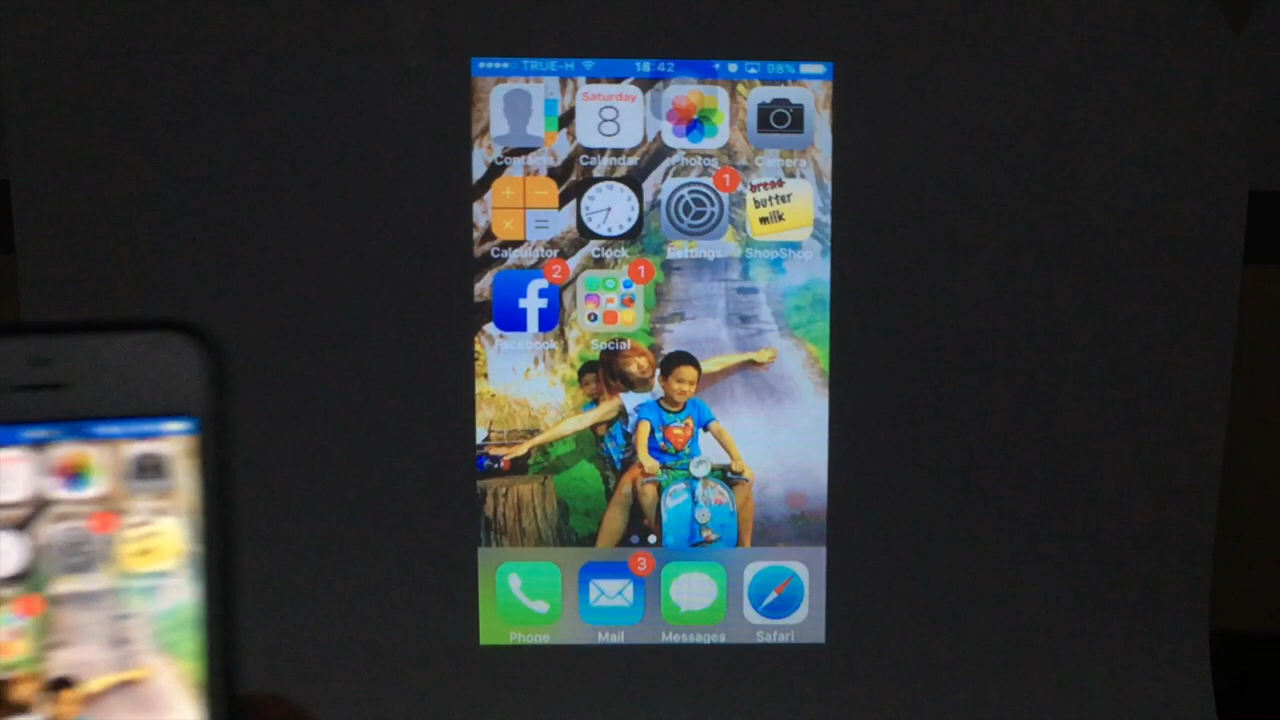 TRUE-H 18:42 98%
Saturday
8
Contacts Calendar Photos Camera
1
bread
butter
milk
Calculator Clock Settings ShopShop
2 1
Facebook Social
3
Phone Mail Messages Safari